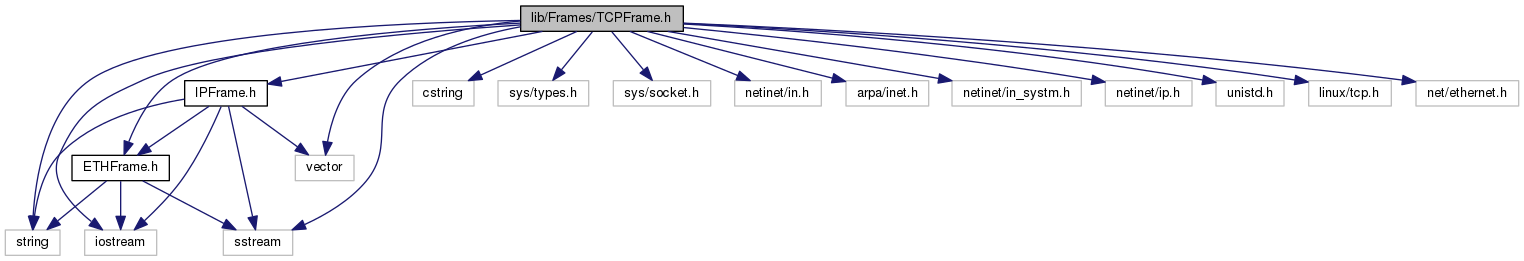 lib/Frames/TCPFrame.h
IPFrame.h
cstring
sys/types.h
sys/socket.h
netinet/in.h
arpa/inet.h
netinet/in_systm.h
netinet/ip.h
unistd.h
linux/tcp.h
net/ethernet.h
ETHFrame.h
vector
string
iostream
sstream